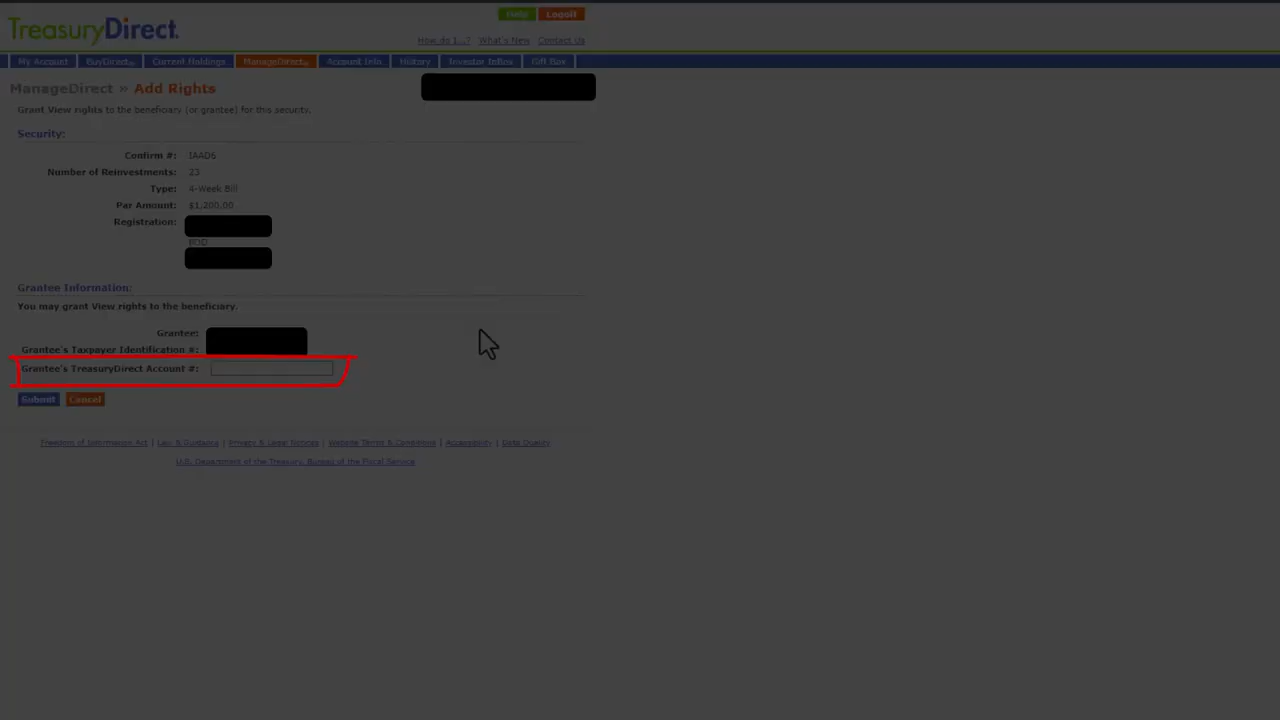 TreasuryDirect.
Help Logoff
How do I...? What's New Contact Us
My Account BuyDirect® Current Holdings ManageDirect® Account Info History Investor InBox Gift Box
ManageDirect » Add Rights
Grant View rights to the beneficiary (or grantee) for this security.
Security:
Confirm #: IAAD6
Number of Reinvestments: 23
Type: 4-Week Bill
Par Amount: $1,200.00
Registration:
POD
Grantee Information:
You may grant View rights to the beneficiary.
Grantee:
Grantee's Taxpayer Identification #:
Grantee's TreasuryDirect Account #:
Submit Cancel
Freedom of Information Act | Law & Guidance | Privacy & Legal Notices | Website Terms & Conditions | Accessibility | Data Quality
U.S. Department of the Treasury, Bureau of the Fiscal Service